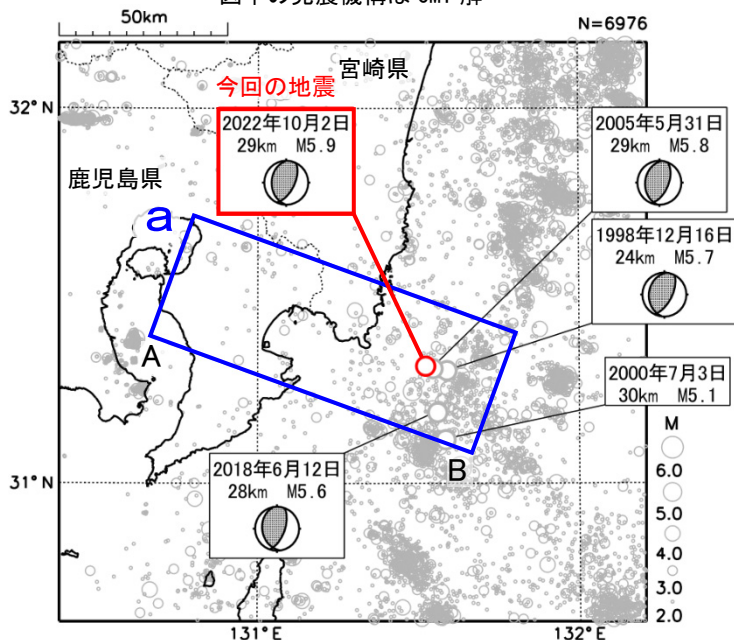 50km
N=6976
宮崎県
今回の地震
32°N
2022年10月2日
29km M5.9
2005年5月31日
29km M5.8
鹿児島県
a
1998年12月16日
24km M5.7
A
2000年7月3日
30km M5.1
M
B
2018年6月12日
28km M5.6
6.0
31°N
5.0
4.0
3.0
2.0
131°E
132°E